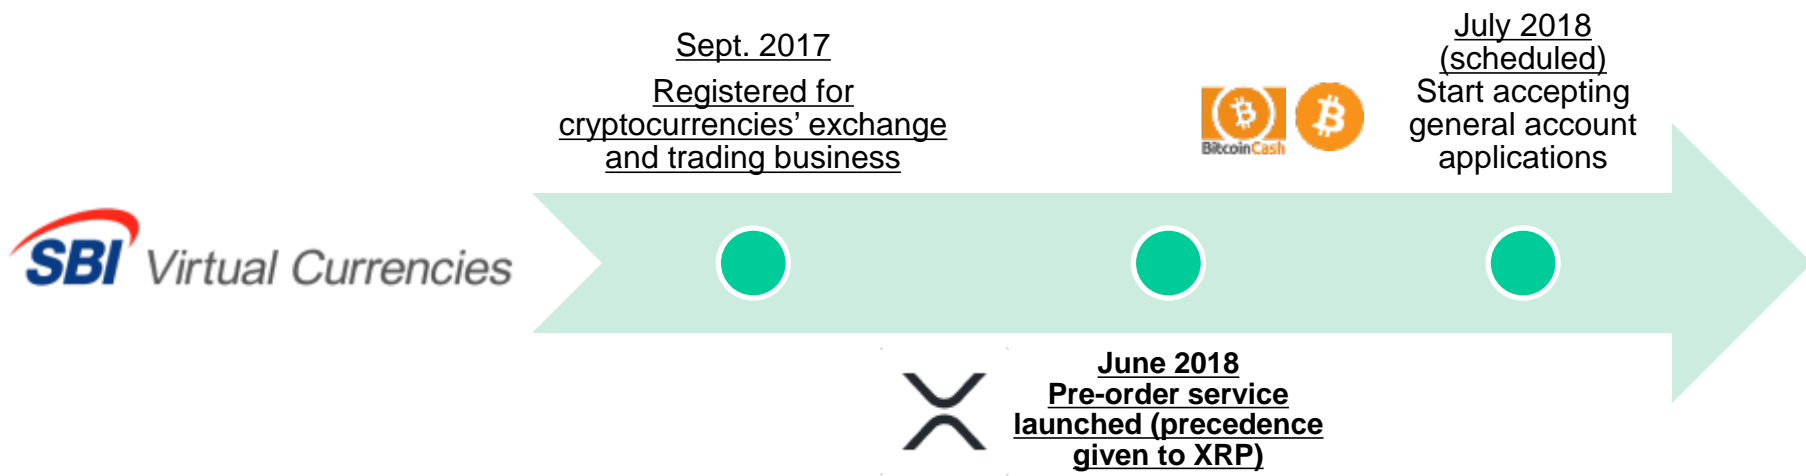 Sept. 2017
Registered for
cryptocurrencies’ exchange
and trading business
BitcoinCash
July 2018
(scheduled)
Start accepting
general account
applications
SBI Virtual Currencies
June 2018
Pre-order service
launched (precedence
given to XRP)